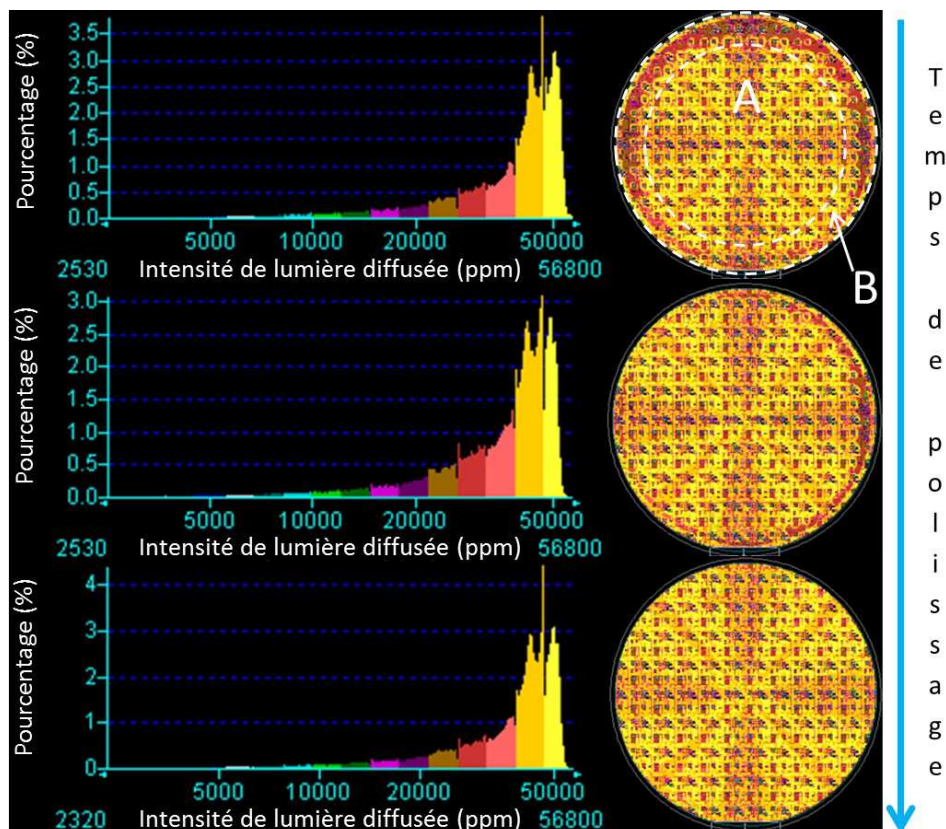 Pourcentage (%)
3.5
3.0
2.5
2.0
1.5
1.0
0.5
0.0
5000 10000 20000 50000
2530 Intensité de lumière diffusée (ppm) 56800
A
B
Pourcentage (%)
3.0
2.5
2.0
1.5
1.0
0.5
0.0
5000 10000 20000 50000
2530 Intensité de lumière diffusée (ppm) 56800
Pourcentage (%)
4
3
2
1
0
5000 10000 20000 50000
2320 Intensité de lumière diffusée (ppm) 56800
Temps de polissage